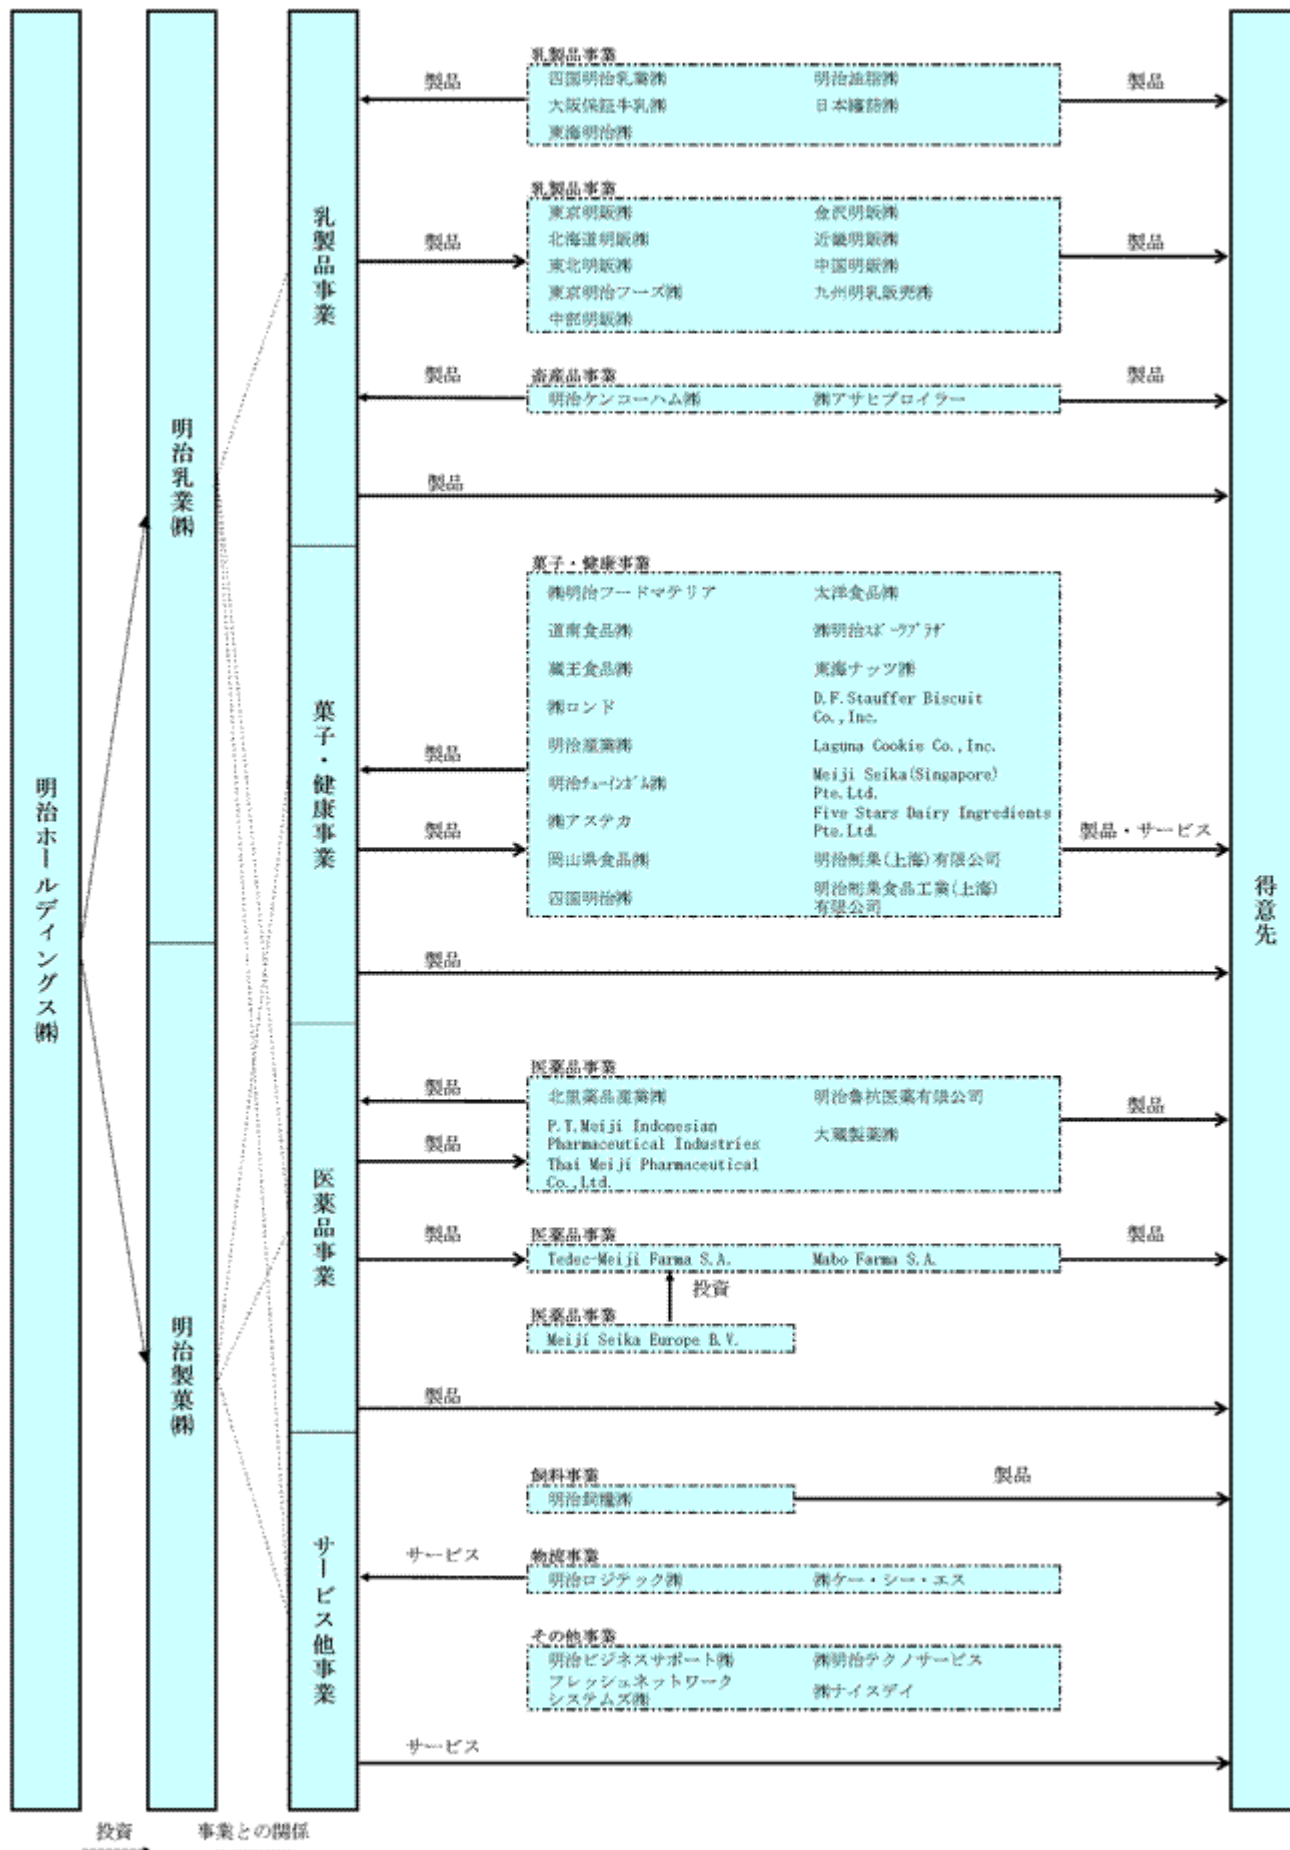 明治ホールディングス㈱
明治乳業㈱
明治製菓㈱
乳製品事業
菓子・健康事業
医薬品事業
サービス他事業
得意先
乳製品事業
製品
四国明治乳業㈱
明治油脂㈱
製品
大阪保証牛乳㈱
日本罐詰㈱
東海明治㈱
乳製品事業
東京明販㈱
金沢明販㈱
製品
北海道明販㈱
近畿明販㈱
製品
東北明販㈱
中国明販㈱
東京明治フーズ㈱
九州明乳販売㈱
中部明販㈱
畜産品事業
製品
製品
明治ケンコーハム㈱
㈱アサヒブロイラー
製品
菓子・健康事業
㈱明治フードマテリア
太洋食品㈱
道南食品㈱
㈱明治ｽﾎﾟｰﾂﾌﾟﾗｻﾞ
蔵王食品㈱
東海ナッツ㈱
㈱ロンド
D.F.Stauffer Biscuit
Co.,Inc.
製品
明治産業㈱
Laguna Cookie Co.,Inc.
明治ﾁｭｰｲﾝｶﾞﾑ㈱
Meiji Seika(Singapore)
Pte.Ltd.
製品
㈱アステカ
Five Stars Dairy Ingredients
Pte.Ltd.
製品・サービス
岡山県食品㈱
明治制果(上海)有限公司
四国明治㈱
明治制果食品工業(上海)
有限公司
製品
医薬品事業
製品
北里薬品産業㈱
明治魯抗医薬有限公司
製品
製品
P.T.Meiji Indonesian
Pharmaceutical Industries
大蔵製薬㈱
Thai Meiji Pharmaceutical
Co.,Ltd.
医薬品事業
製品
製品
Tedec-Meiji Farma S.A.
Mabo Farma S.A.
投資
医薬品事業
Meiji Seika Europe B.V.
製品
飼料事業
製品
明治飼糧㈱
サービス
物流事業
明治ロジテック㈱
㈱ケー・シー・エス
その他事業
明治ビジネスサポート㈱
㈱明治テクノサービス
フレッシュネットワーク
システムズ㈱
㈱ナイスデイ
サービス
投資
事業との関係